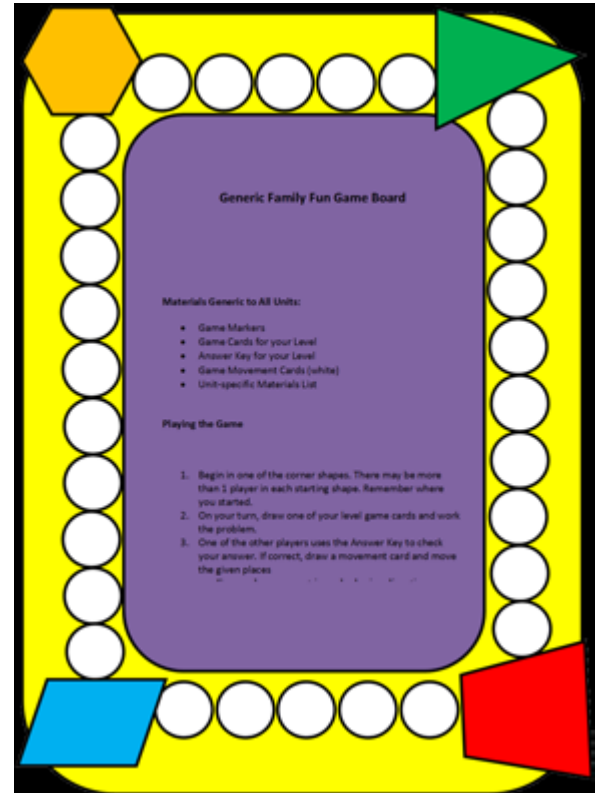 Generic Family Fun Game Board
Materials Generic to All Units:
• Game Markers
• Game Cards for your Level
• Answer Key for your Level
• Game Movement Cards (white)
• Unit-specific Materials List
Playing the Game
1. Begin in one of the corner shapes. There may be more
than 1 player in each starting shape. Remember where
you started.
2. On your turn, draw one of your level game cards and work
the problem.
3. One of the other players uses the Answer Key to check
your answer. If correct, draw a movement card and move
the given places